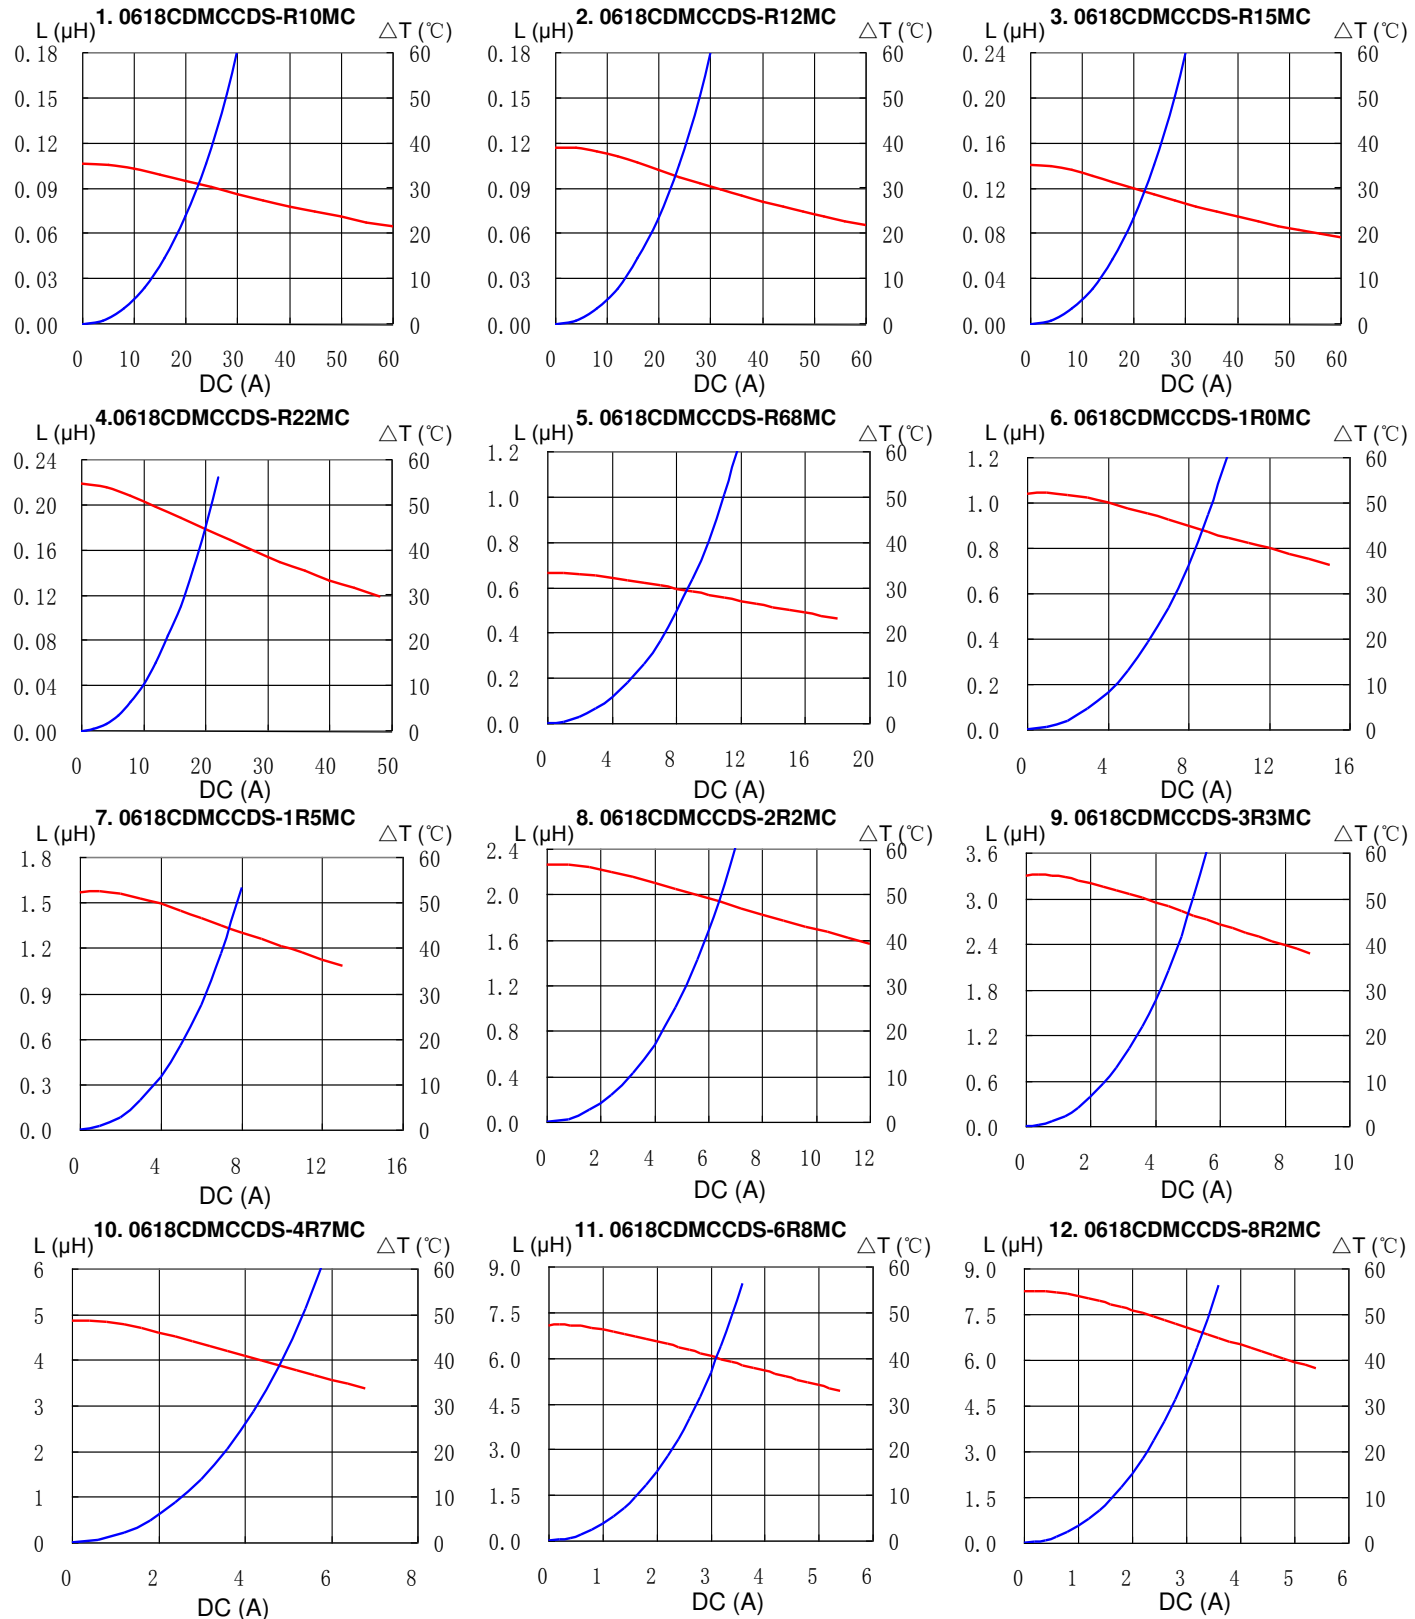 1. 0618CDMCCDS-R10MC
L (μH)
△T (℃)
0.18
0.15
0.12
0.09
0.06
0.03
0.00
60
50
40
30
20
10
0
0 10 20 30 40 50 60
DC (A)
2. 0618CDMCCDS-R12MC
L (μH)
△T (℃)
0.18
0.15
0.12
0.09
0.06
0.03
0.00
60
50
40
30
20
10
0
0 10 20 30 40 50 60
DC (A)
3. 0618CDMCCDS-R15MC
L (μH)
△T (℃)
0.24
0.20
0.16
0.12
0.08
0.04
0.00
60
50
40
30
20
10
0
0 10 20 30 40 50 60
DC (A)
4.0618CDMCCDS-R22MC
L (μH)
△T (℃)
0.24
0.20
0.16
0.12
0.08
0.04
0.00
60
50
40
30
20
10
0
0 10 20 30 40 50
DC (A)
5. 0618CDMCCDS-R68MC
L (μH)
△T (℃)
1.2
1.0
0.8
0.6
0.4
0.2
0.0
60
50
40
30
20
10
0
0 4 8 12 16 20
DC (A)
6. 0618CDMCCDS-1R0MC
L (μH)
△T (℃)
1.2
1.0
0.8
0.6
0.4
0.2
0.0
60
50
40
30
20
10
0
0 4 8 12 16
DC (A)
7. 0618CDMCCDS-1R5MC
L (μH)
△T (℃)
1.8
1.5
1.2
0.9
0.6
0.3
0.0
60
50
40
30
20
10
0
0 4 8 12 16
DC (A)
8. 0618CDMCCDS-2R2MC
L (μH)
△T (℃)
2.4
2.0
1.6
1.2
0.8
0.4
0.0
60
50
40
30
20
10
0
0 2 4 6 8 10 12
DC (A)
9. 0618CDMCCDS-3R3MC
L (μH)
△T (℃)
3.6
3.0
2.4
1.8
1.2
0.6
0.0
60
50
40
30
20
10
0
0 2 4 6 8 10
DC (A)
10. 0618CDMCCDS-4R7MC
L (μH)
△T (℃)
6
5
4
3
2
1
0
60
50
40
30
20
10
0
0 2 4 6 8
DC (A)
11. 0618CDMCCDS-6R8MC
L (μH)
△T (℃)
9.0
7.5
6.0
4.5
3.0
1.5
0.0
60
50
40
30
20
10
0
0 1 2 3 4 5 6
DC (A)
12. 0618CDMCCDS-8R2MC
L (μH)
△T (℃)
9.0
7.5
6.0
4.5
3.0
1.5
0.0
60
50
40
30
20
10
0
0 1 2 3 4 5 6
DC (A)